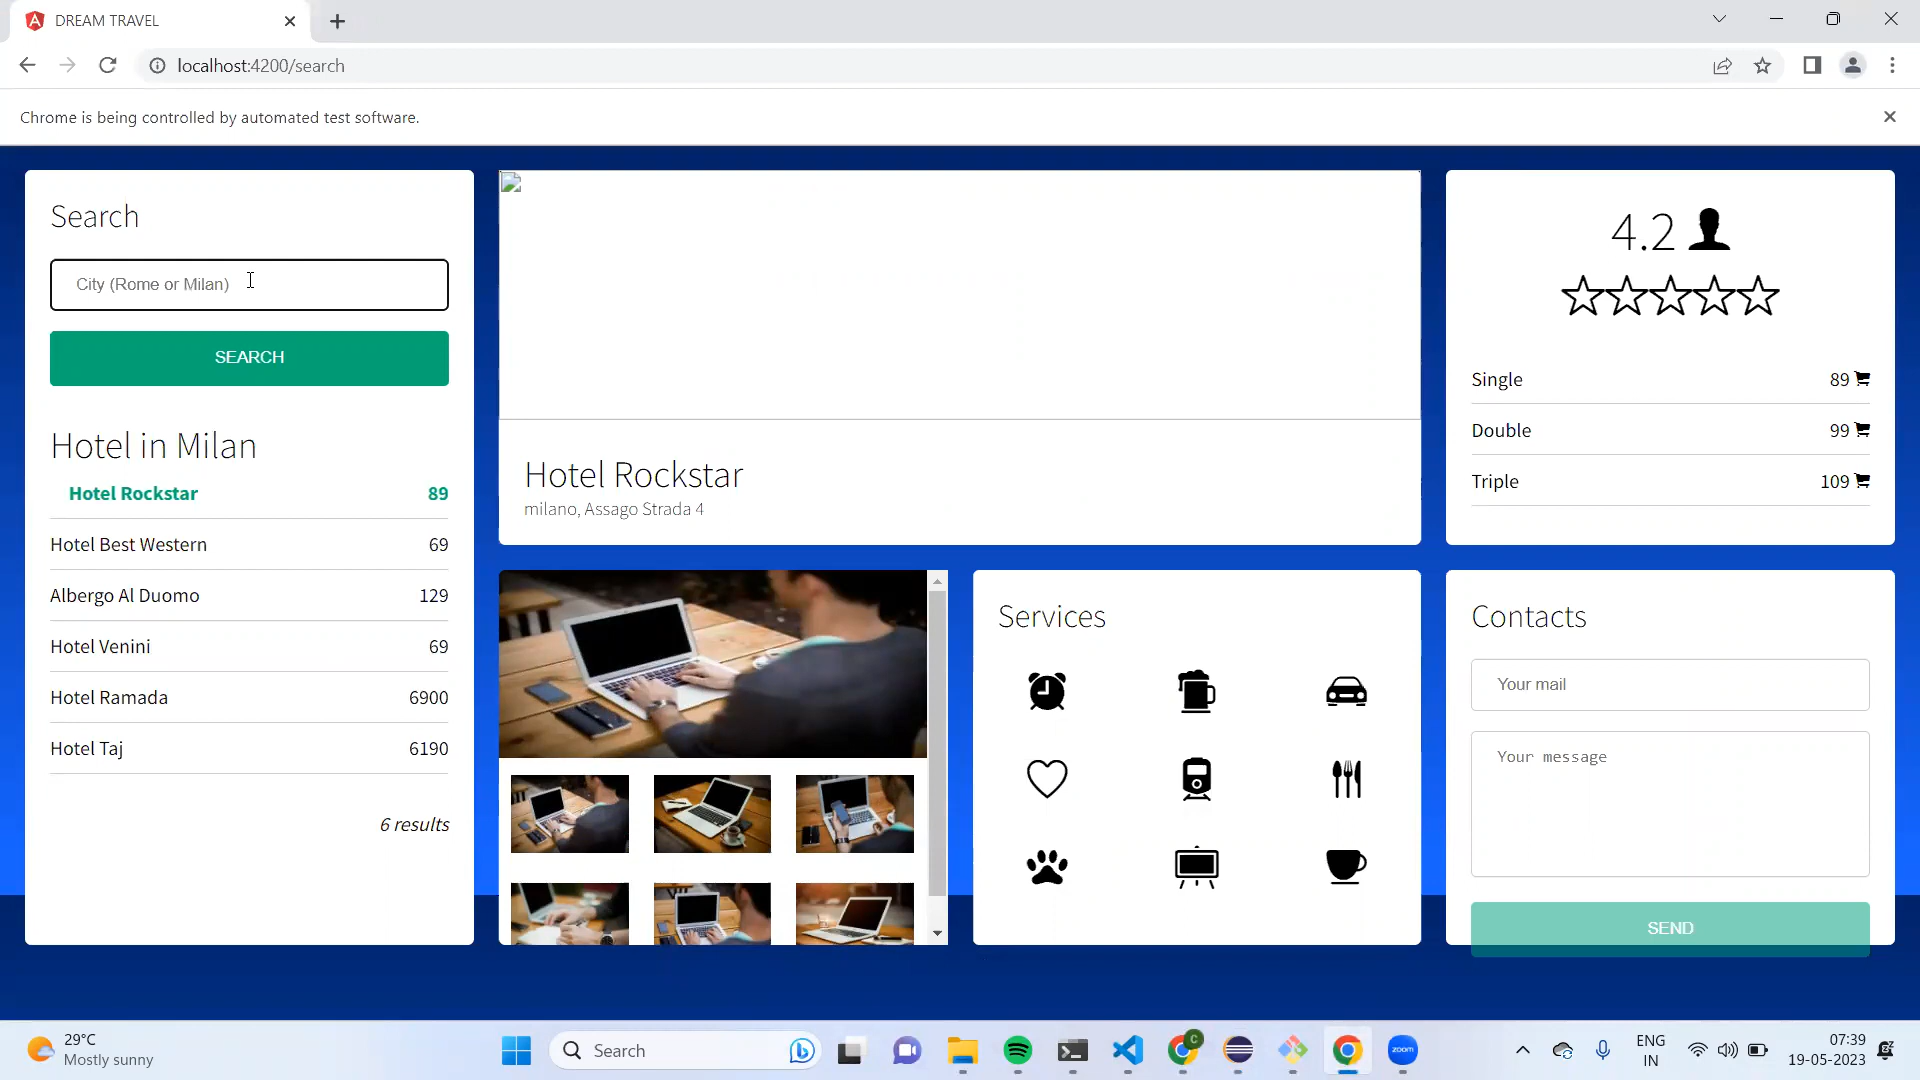 DREAM TRAVEL
localhost:4200/search
Chrome is being controlled by automated test software.
Search
City (Rome or Milan)
SEARCH
Hotel in Milan
Hotel Rockstar 89
Hotel Best Western 69
Albergo Al Duomo 129
Hotel Venini 69
Hotel Ramada 6900
Hotel Taj 6190
6 results
Hotel Rockstar
milano, Assago Strada 4
4.2
Single 89
Double 99
Triple 109
Services
Contacts
Your mail
Your message
SEND
29°C
Mostly sunny
Search
C
zoom
ENG
IN
07:39
19-05-2023